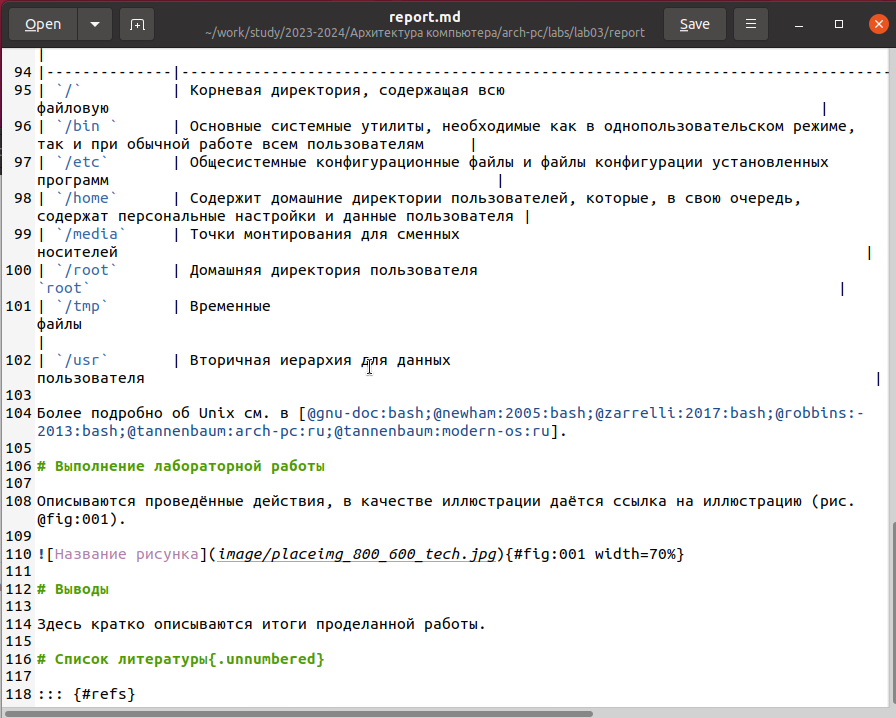 Open
report.md
~/work/study/2023-2024/Архитектура компьютера/arch-pc/labs/lab03/report
Save
|
94 |--------------|-------------------------------------------------------------------------------
95 | `/` | Корневая директория, содержащая всю
файловую |
96 | `/bin ` | Основные системные утилиты, необходимые как в однопользовательском режиме,
так и при обычной работе всем пользователям |
97 | `/etc` | Общесистемные конфигурационные файлы и файлы конфигурации установленных
программ |
98 | `/home` | Содержит домашние директории пользователей, которые, в свою очередь,
содержат персональные настройки и данные пользователя |
99 | `/media` | Точки монтирования для сменных
носителей |
100 | `/root` | Домашняя директория пользователя
`root` |
101 | `/tmp` | Временные
файлы
|
102 | `/usr` | Вторичная иерархия для данных
пользователя |
103
104 Более подробно об Unix см. в [@gnu-doc:bash;@newham:2005:bash;@zarrelli:2017:bash;@robbins:-
2013:bash;@tannenbaum:arch-pc:ru;@tannenbaum:modern-os:ru].
105
106 # Выполнение лабораторной работы
107
108 Описываются проведённые действия, в качестве иллюстрации даётся ссылка на иллюстрацию (рис.
@fig:001).
109
110 ![Название рисунка](image/placeimg_800_600_tech.jpg){#fig:001 width=70%}
111
112 # Выводы
113
114 Здесь кратко описываются итоги проделанной работы.
115
116 # Список литературы{.unnumbered}
117
118 ::: {#refs}